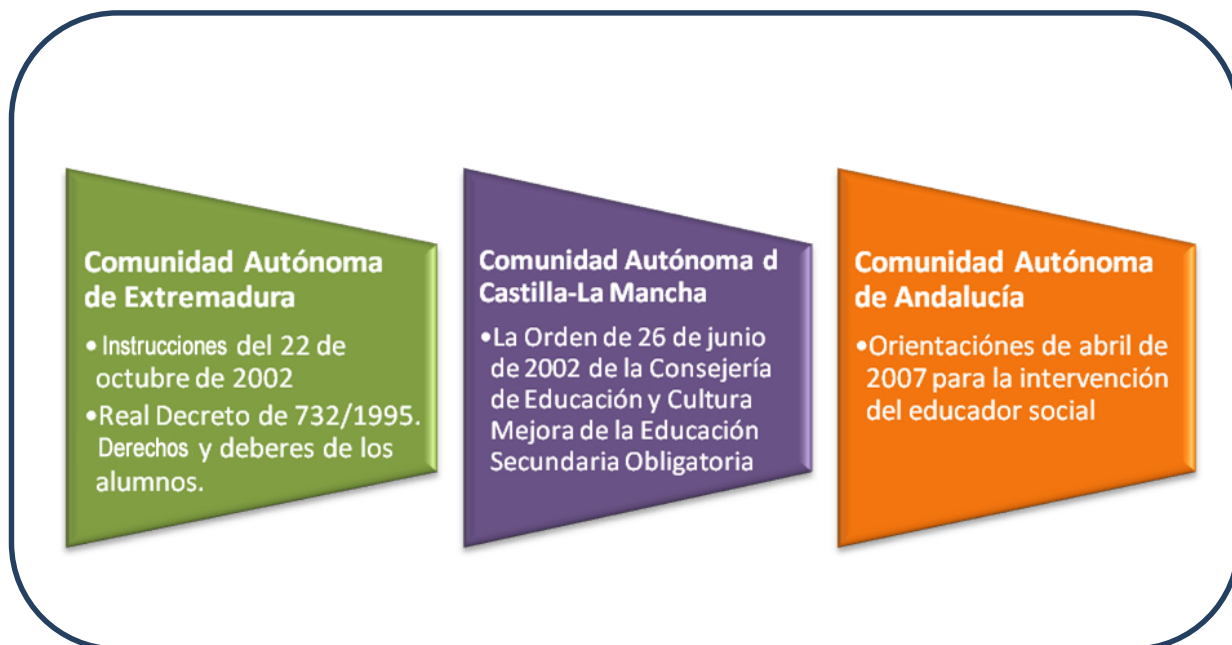 Comunidad Autónoma
de Extremadura
• Instrucciones del 22 de
octubre de 2002
•Real Decreto de 732/1995.
Derechos y deberes de los
alumnos.
Comunidad Autónoma d
Castilla-La Mancha
•La Orden de 26 de junio
de 2002 de la Consejería
de Educación y Cultura
Mejora de la Educación
Secundaria Obligatoria
Comunidad Autónoma
de Andalucía
•Orientaciónes de abril de
2007 para la intervención
del educador social